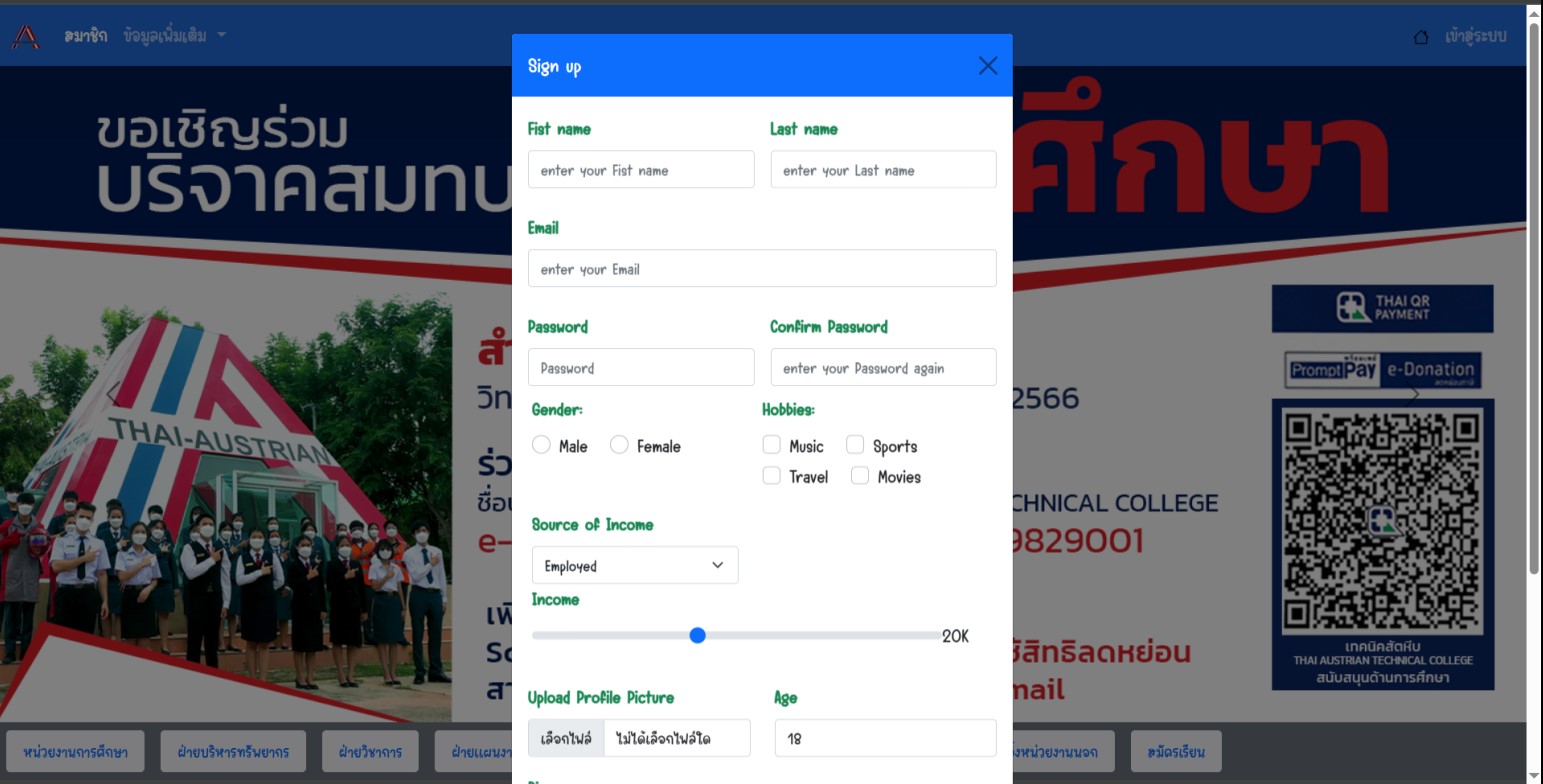 สมาชิก ข้อมูลเพิ่มเติม
เข้าสู่ระบบ
Sign up
ขอเชิญร่วม
บริจาคสมทบ
ศึกษา
Fist name Last name
enter your Fist name enter your Last name
Email
enter your Email
Password Confirm Password
Password enter your Password again
Gender: Hobbies:
Male Female Music Sports
Travel Movies
Source of Income
Employed
Income
20K
Upload Profile Picture Age
เลือกไฟล์ ไม่ได้เลือกไฟล์ใด 18
THAI-AUSTRIAN
2566
CHNICAL COLLEGE
9829001
ช้สิทธิลดหย่อน
mail
THAI QR
PAYMENT
พร้อมเพย์
PromptPay e-Donation
เทคนิคสัตหีบ
THAI AUSTRIAN TECHNICAL COLLEGE
สนับสนุนด้านการศึกษา
หน่วยงานการศึกษา ฝ่ายบริหารทรัพยากร ฝ่ายวิชาการ ฝ่ายแผนงา งหน่วยงานนอก สมัครเรียน